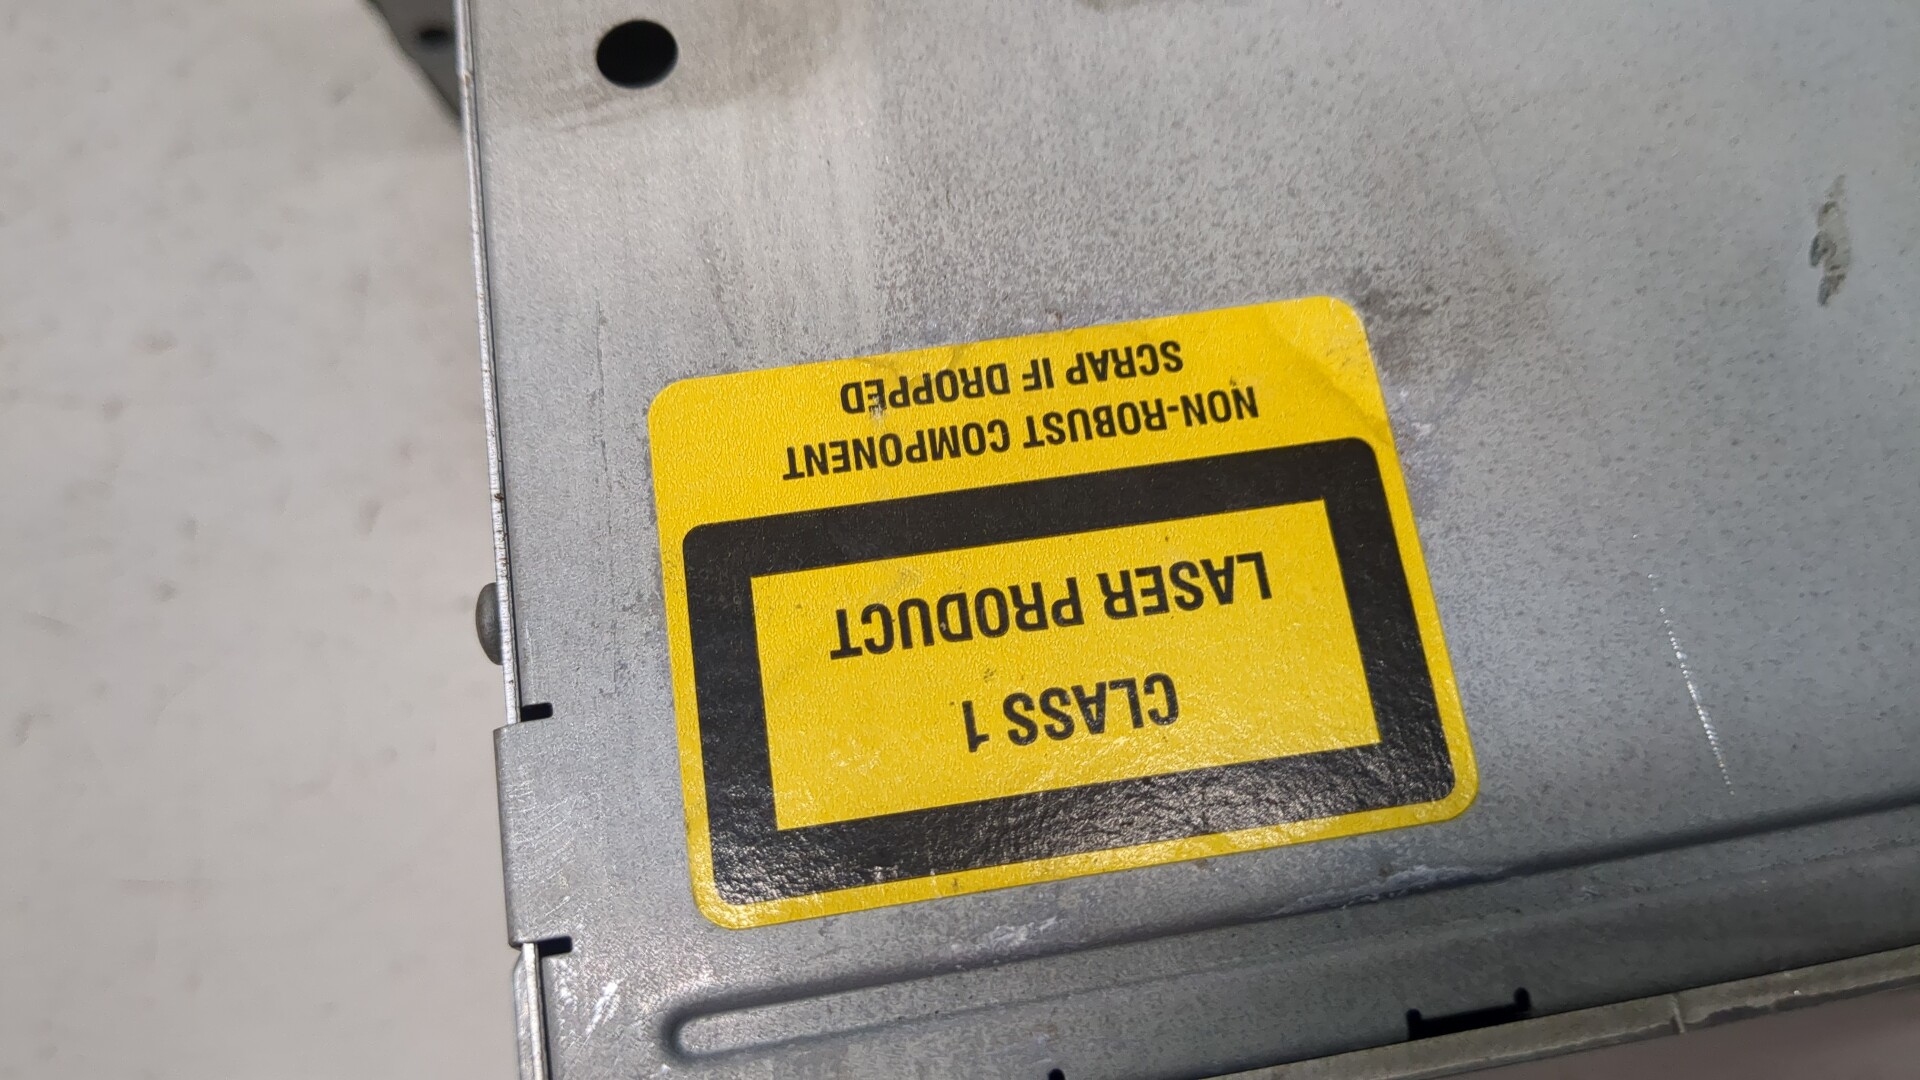 CLASS 1
LASER PRODUCT
NON-ROBUST COMPONENT
SCRAP IF DROPPED